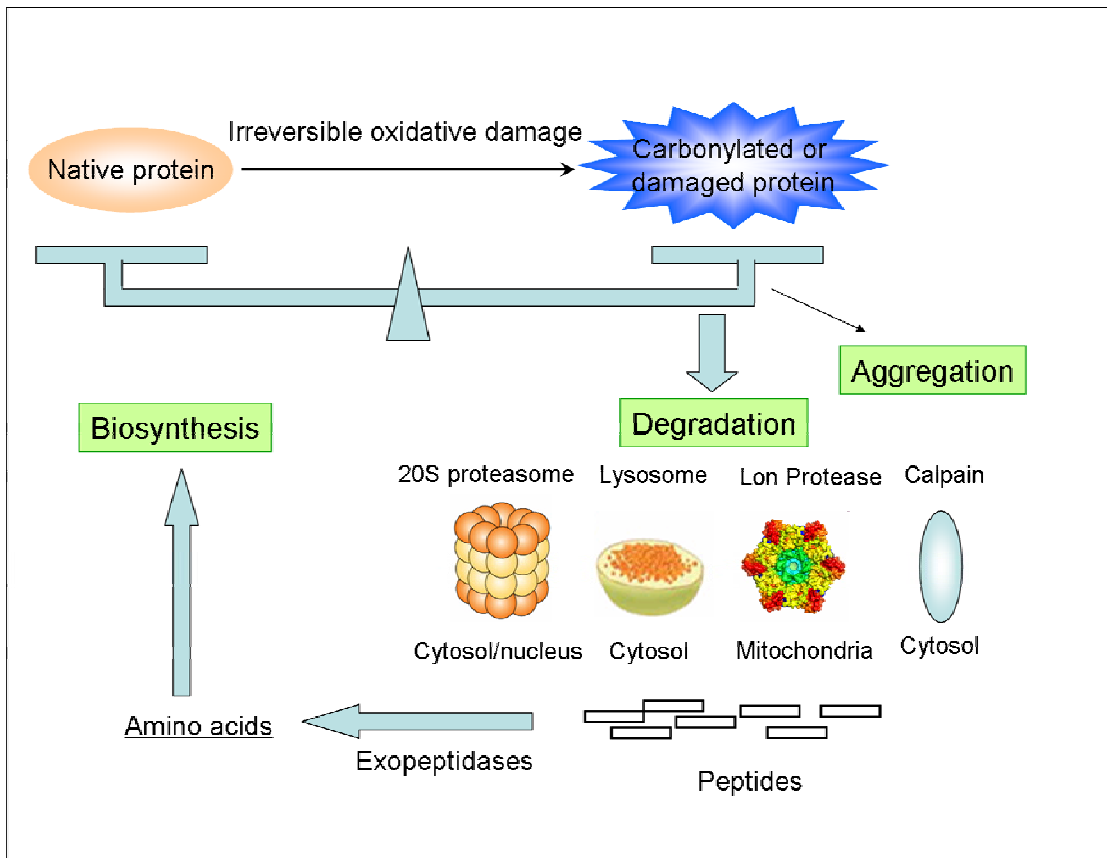 Irreversible oxidative damage
Native protein
Carbonylated or
damaged protein
Aggregation
Biosynthesis
Degradation
20S proteasome
Lysosome
Lon Protease
Calpain
Cytosol/nucleus
Cytosol
Mitochondria
Cytosol
Amino acids
Exopeptidases
Peptides